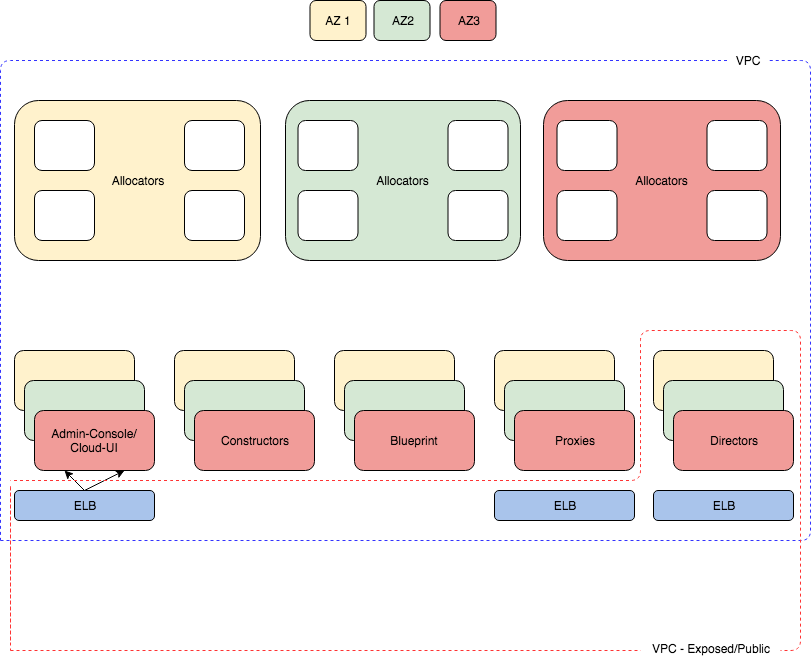 AZ 1
AZ2
AZ3
VPC
Allocators
Allocators
Allocators
Admin-Console/
Cloud-UI
Constructors
Blueprint
Proxies
Directors
ELB
ELB
ELB
VPC - Exposed/Public